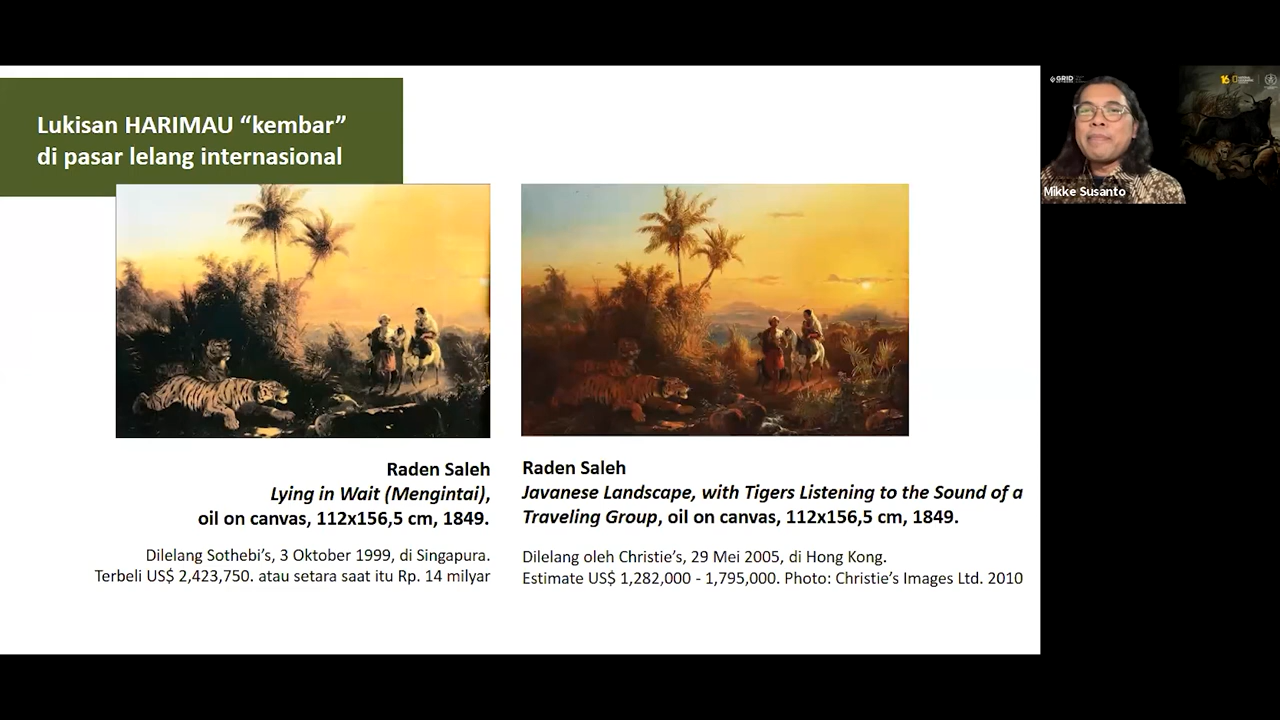 Lukisan HARIMAU “kembar”
di pasar lelang internasional
Raden Saleh
Lying in Wait (Mengintai),
oil on canvas, 112x156,5 cm, 1849.
Dilelang Sothebi’s, 3 Oktober 1999, di Singapura.
Terbeli US$ 2,423,750. atau setara saat itu Rp. 14 milyar
Raden Saleh
Javanese Landscape, with Tigers Listening to the Sound of a
Traveling Group, oil on canvas, 112x156,5 cm, 1849.
Dilelang oleh Christie’s, 29 Mei 2005, di Hong Kong.
Estimate US$ 1,282,000 - 1,795,000. Photo: Christie’s Images Ltd. 2010
GRID
16
Mikke Susanto